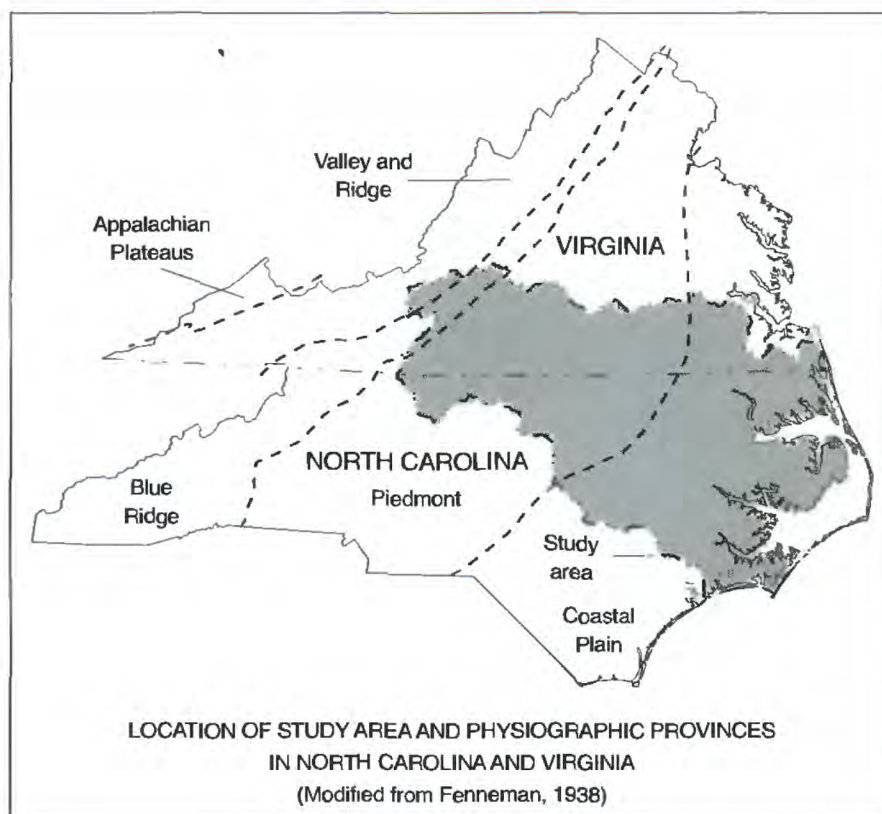 Valley and
Ridge
Appalachian
Plateaus
VIRGINIA
NORTH CAROLINA
Piedmont
Blue
Ridge
Study
area
Coastal
Plain
LOCATION OF STUDY AREA AND PHYSIOGRAPHIC PROVINCES
IN NORTH CAROLINA AND VIRGINIA
(Modified from Fenneman, 1938)